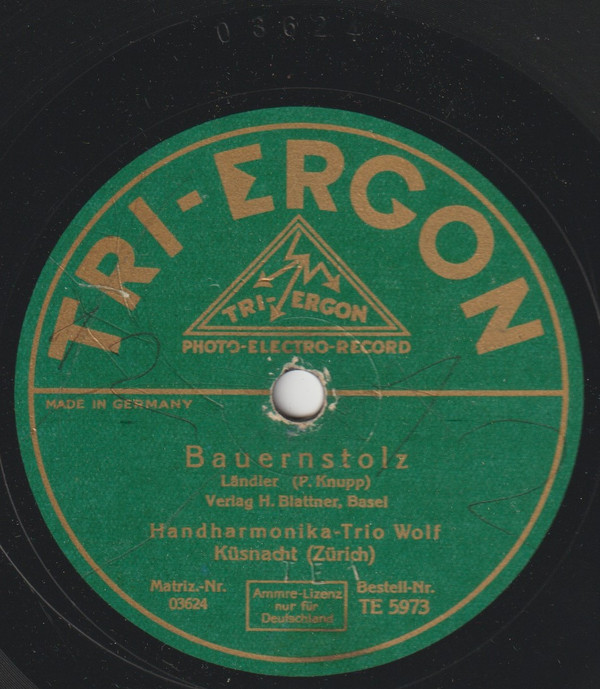 03624
TRI-ERGON
TRI-ERGON
PHOTO-ELECTRO-RECORD
MADE IN GERMANY
Bauernstolz
Ländler (P. Knupp)
Verlag H. Blattner, Basel
Handharmonika-Trio Wolf
Küsnacht (Zürich)
Matriz.-Nr.
03624
Ammre-Lizenz
nur für
Deutschland
Bestell-Nr.
TE 5973